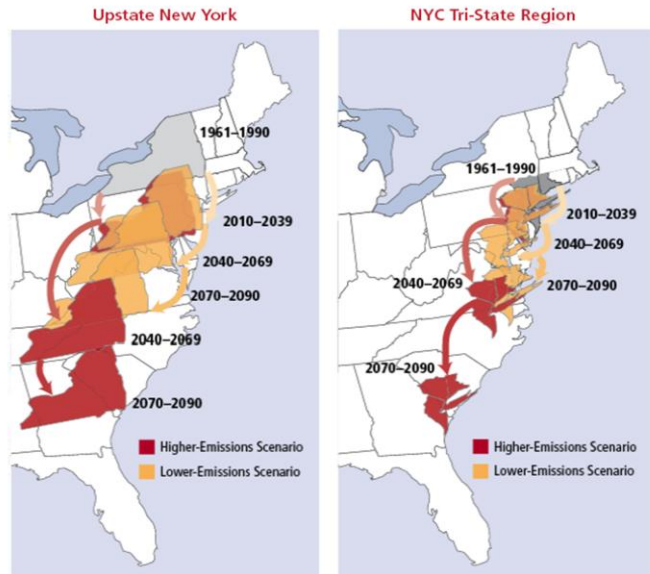 Upstate New York
1961–1990
2010–2039
2040–2069
2070–2090
2040–2069
2070–2090
Higher-Emissions Scenario
Lower-Emissions Scenario
NYC Tri-State Region
1961–1990
2010–2039
2040–2069
2040–2069
2070–2090
2070–2090
Higher-Emissions Scenario
Lower-Emissions Scenario